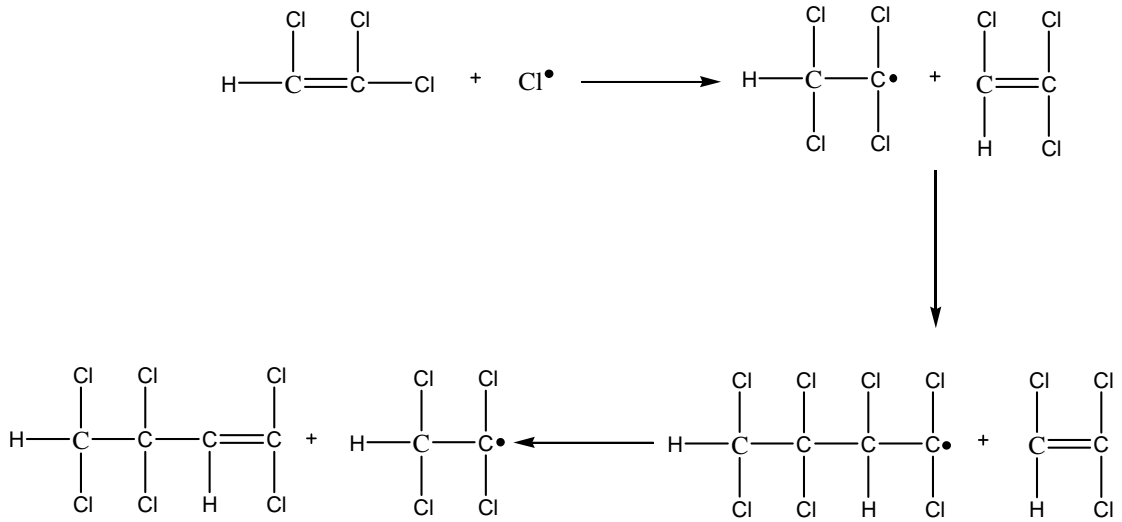 Cl Cl Cl Cl Cl Cl
H C C Cl + Cl• H C C• + C C
Cl Cl H Cl
Cl Cl Cl Cl Cl Cl Cl Cl Cl Cl Cl
H C C C C + H C C• H C C C C• + C C
Cl Cl H Cl Cl Cl Cl Cl H Cl H Cl